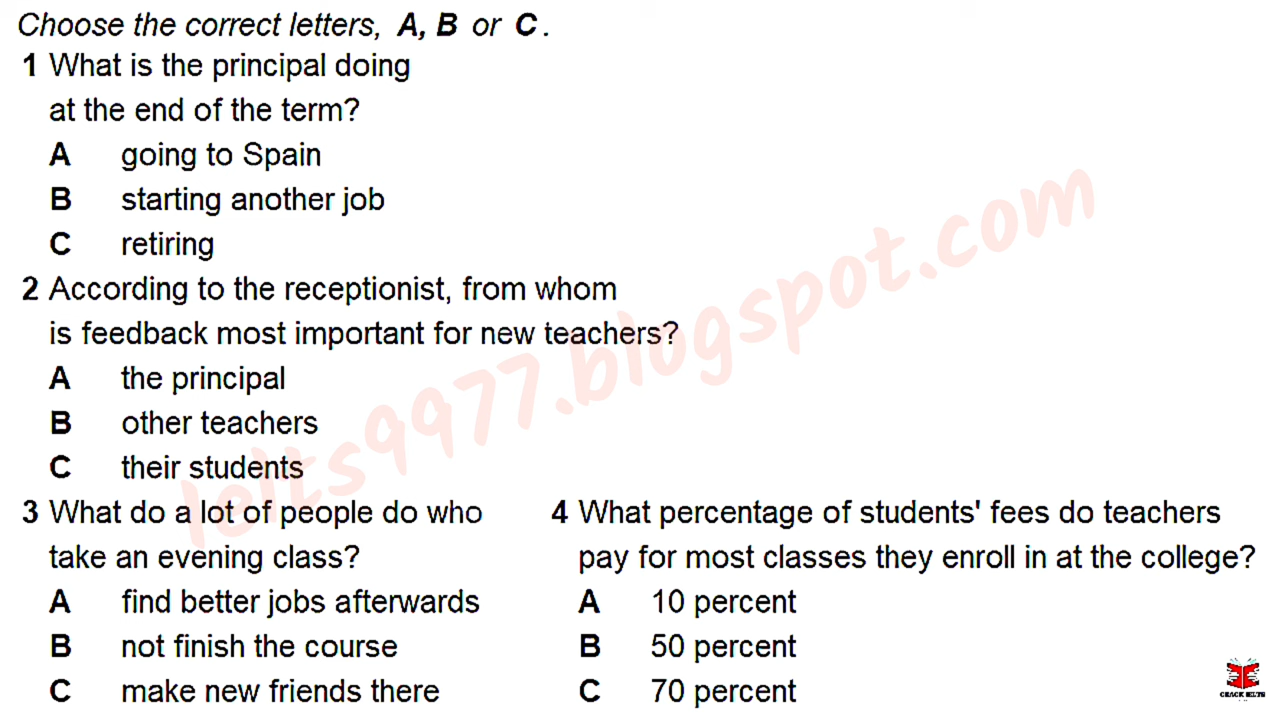 Choose the correct letters, A, B or C.
1 What is the principal doing
at the end of the term?
A going to Spain
B starting another job
C retiring
2 According to the receptionist, from whom
is feedback most important for new teachers?
A the principal
B other teachers
C their students
3 What do a lot of people do who
take an evening class?
A find better jobs afterwards
B not finish the course
C make new friends there
4 What percentage of students' fees do teachers
pay for most classes they enroll in at the college?
A 10 percent
B 50 percent
C 70 percent
Ielts9977.blogspot.com
CRACK IELTS